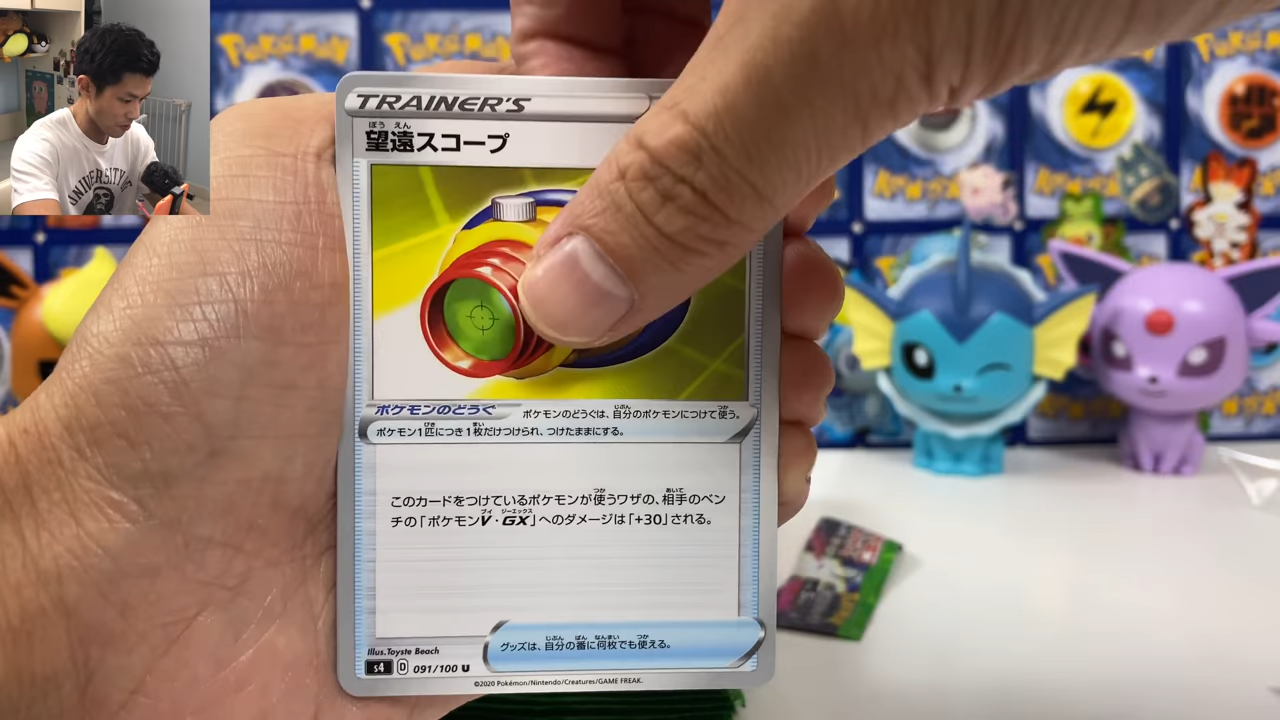 TRAINER'S
ぼう えん
望遠スコープ
ポケモンのどうぐ
ポケモンのどうぐは、自分のポケモンにつけて使う。
ポケモン1匹につき1枚だけつけられ、つけたままにする。
このカードをつけているポケモンが使うワザの、相手のベン
チの「ポケモンV・GX」へのダメージは「+30」される。
グッズは、自分の番に何枚でも使える。
Illus.Toyste Beach
s4 D 091/100 U
©2020 Pokémon/Nintendo/Creatures/GAME FREAK.
UNIVERSITY OF
Pokémon
Pokémon